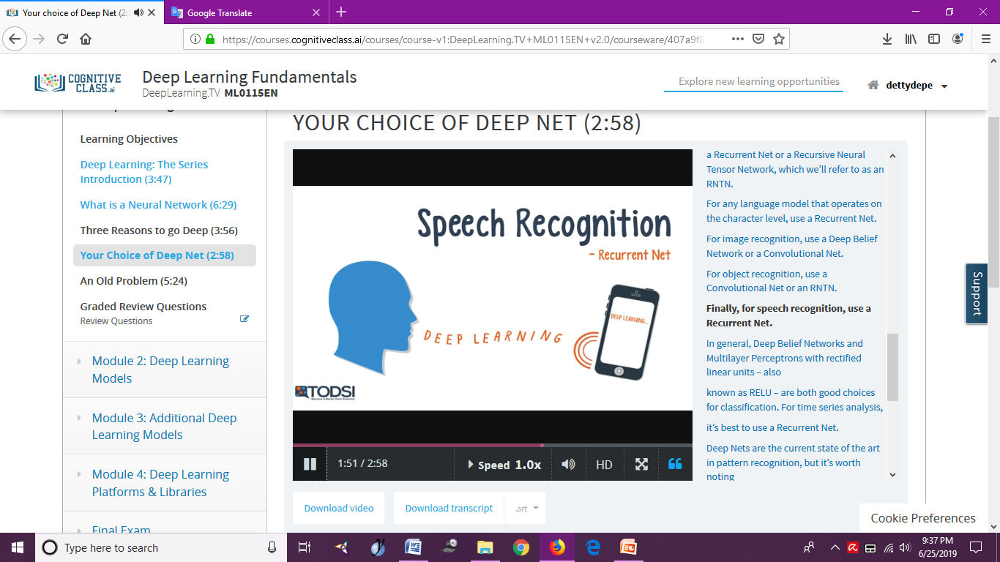 Your choice of Deep Net (2:5
Google Translate
https://courses.cognitiveclass.ai/courses/course-v1:DeepLearning.TV+ML0115EN+v2.0/courseware/407a9f8
COGNITIVE
CLASS.ai
Deep Learning Fundamentals
DeepLearning.TV ML0115EN
Explore new learning opportunities
dettydepe
Learning Objectives
Deep Learning: The Series
Introduction (3:47)
What is a Neural Network (6:29)
Three Reasons to go Deep (3:56)
Your Choice of Deep Net (2:58)
An Old Problem (5:24)
Graded Review Questions
Review Questions
Module 2: Deep Learning
Models
Module 3: Additional Deep
Learning Models
Module 4: Deep Learning
Platforms & Libraries
Final Exam
YOUR CHOICE OF DEEP NET (2:58)
Speech Recognition
- Recurrent Net
DEEP LEARNING
DEEP LEARNING...
TODSI
1:51 / 2:58
Speed 1.0x
HD
a Recurrent Net or a Recursive Neural
Tensor Network, which we’ll refer to as an
RNTN.
For any language model that operates on
the character level, use a Recurrent Net.
For image recognition, use a Deep Belief
Network or a Convolutional Net.
For object recognition, use a
Convolutional Net or an RNTN.
Finally, for speech recognition, use a
Recurrent Net.
In general, Deep Belief Networks and
Multilayer Perceptrons with rectified
linear units – also
known as RELU – are both good choices
for classification. For time series analysis,
it’s best to use a Recurrent Net.
Deep Nets are the current state of the art
in pattern recognition, but it’s worth
noting
Download video
Download transcript
.srt
Support
Cookie Preferences
Type here to search
9:37 PM
6/25/2019